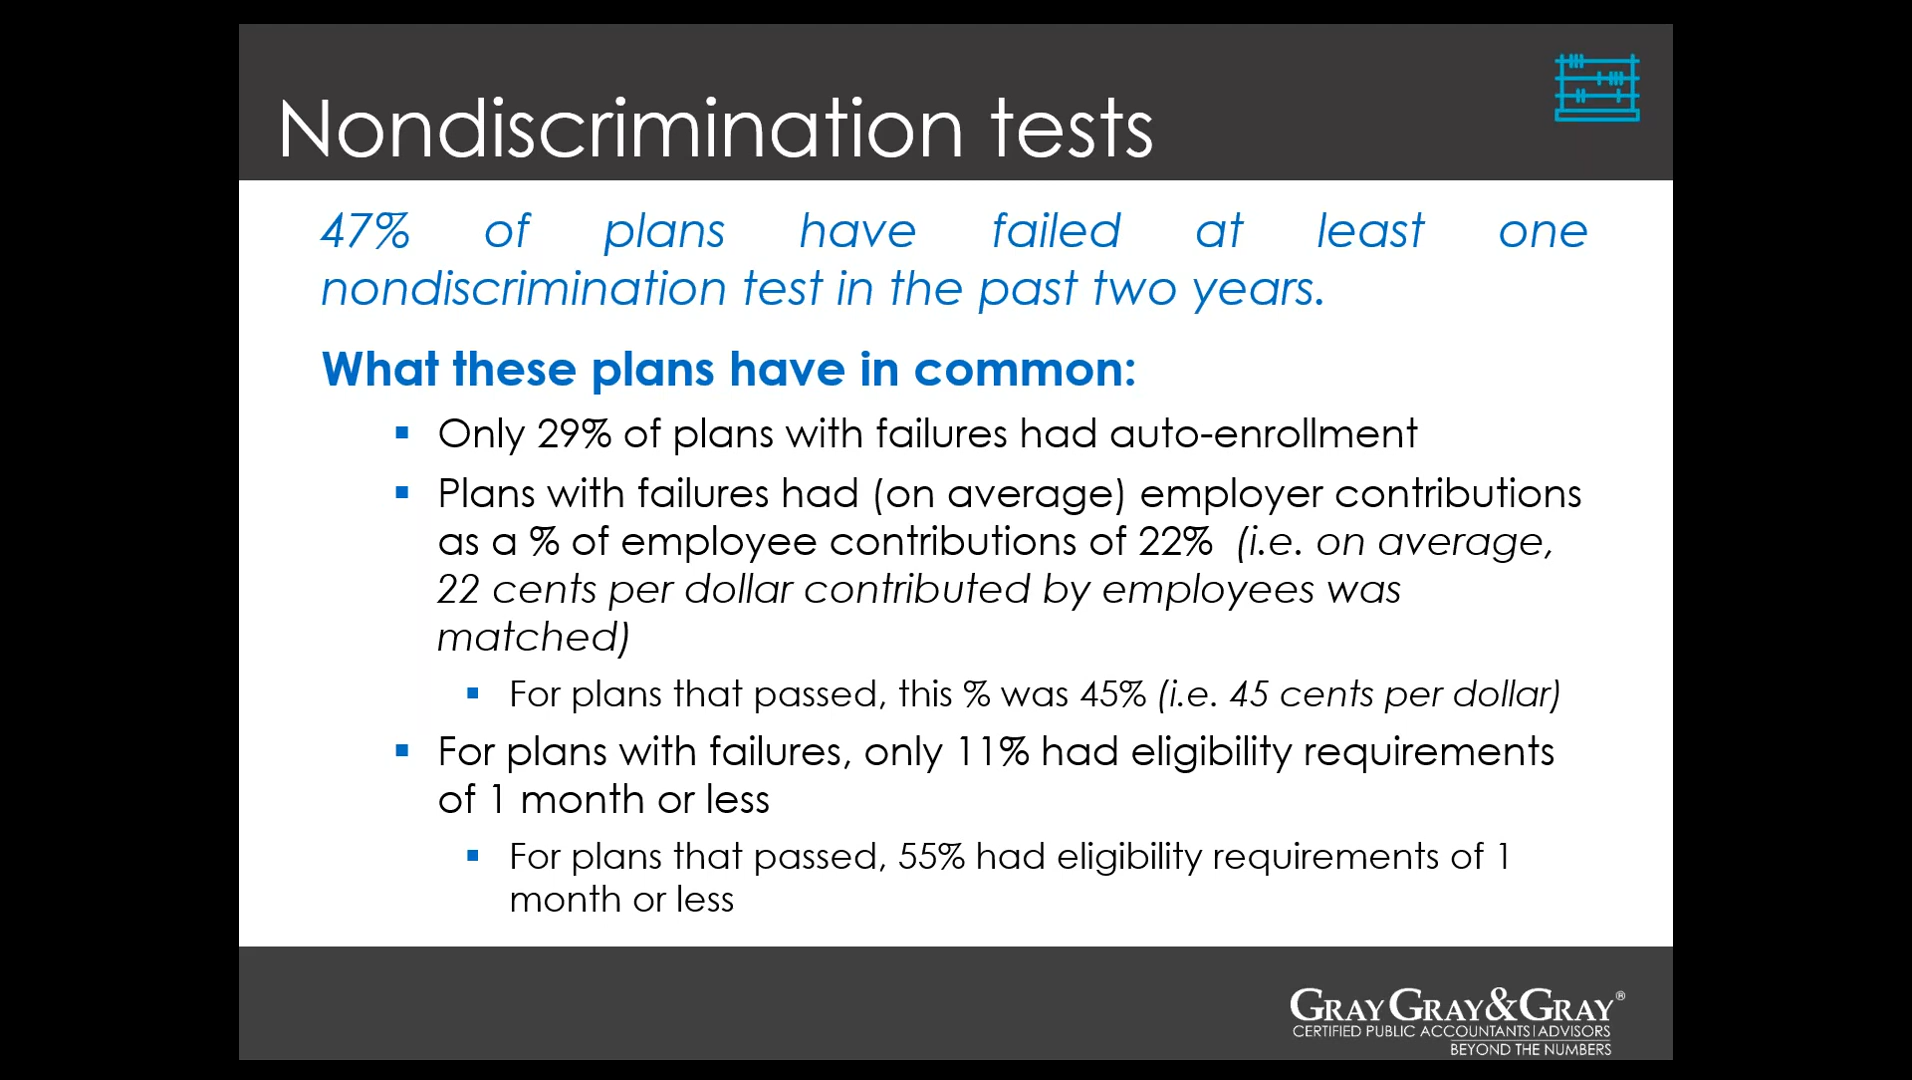 Nondiscrimination tests
47% of plans have failed at least one
nondiscrimination test in the past two years.
What these plans have in common:
▪ Only 29% of plans with failures had auto-enrollment
▪ Plans with failures had (on average) employer contributions
as a % of employee contributions of 22% (i.e. on average,
22 cents per dollar contributed by employees was
matched)
▪ For plans that passed, this % was 45% (i.e. 45 cents per dollar)
▪ For plans with failures, only 11% had eligibility requirements
of 1 month or less
▪ For plans that passed, 55% had eligibility requirements of 1
month or less
GRAY GRAY & GRAY®
CERTIFIED PUBLIC ACCOUNTANTS | ADVISORS
BEYOND THE NUMBERS